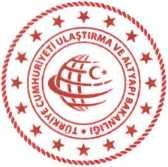 TÜRKİYE CUMHURİYETİ ULAŞTIRMA VE ALTYAPI BAKANLIĞI •